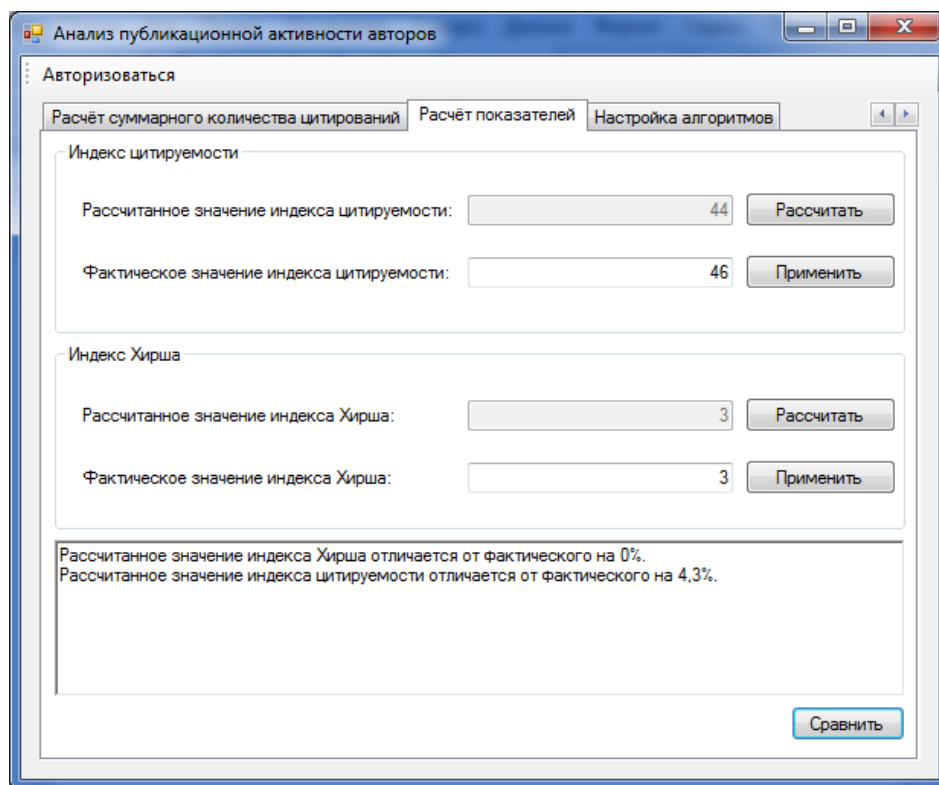 Анализ публикационной активности авторов
Авторизоваться
Расчёт суммарного количества цитирований Расчёт показателей Настройка алгоритмов
Индекс цитируемости
Рассчитанное значение индекса цитируемости: 44 Рассчитать
Фактическое значение индекса цитируемости: 46 Применить
Индекс Хирша
Рассчитанное значение индекса Хирша: 3 Рассчитать
Фактическое значение индекса Хирша: 3 Применить
Рассчитанное значение индекса Хирша отличается от фактического на 0%.
Рассчитанное значение индекса цитируемости отличается от фактического на 4,3%.
Сравнить